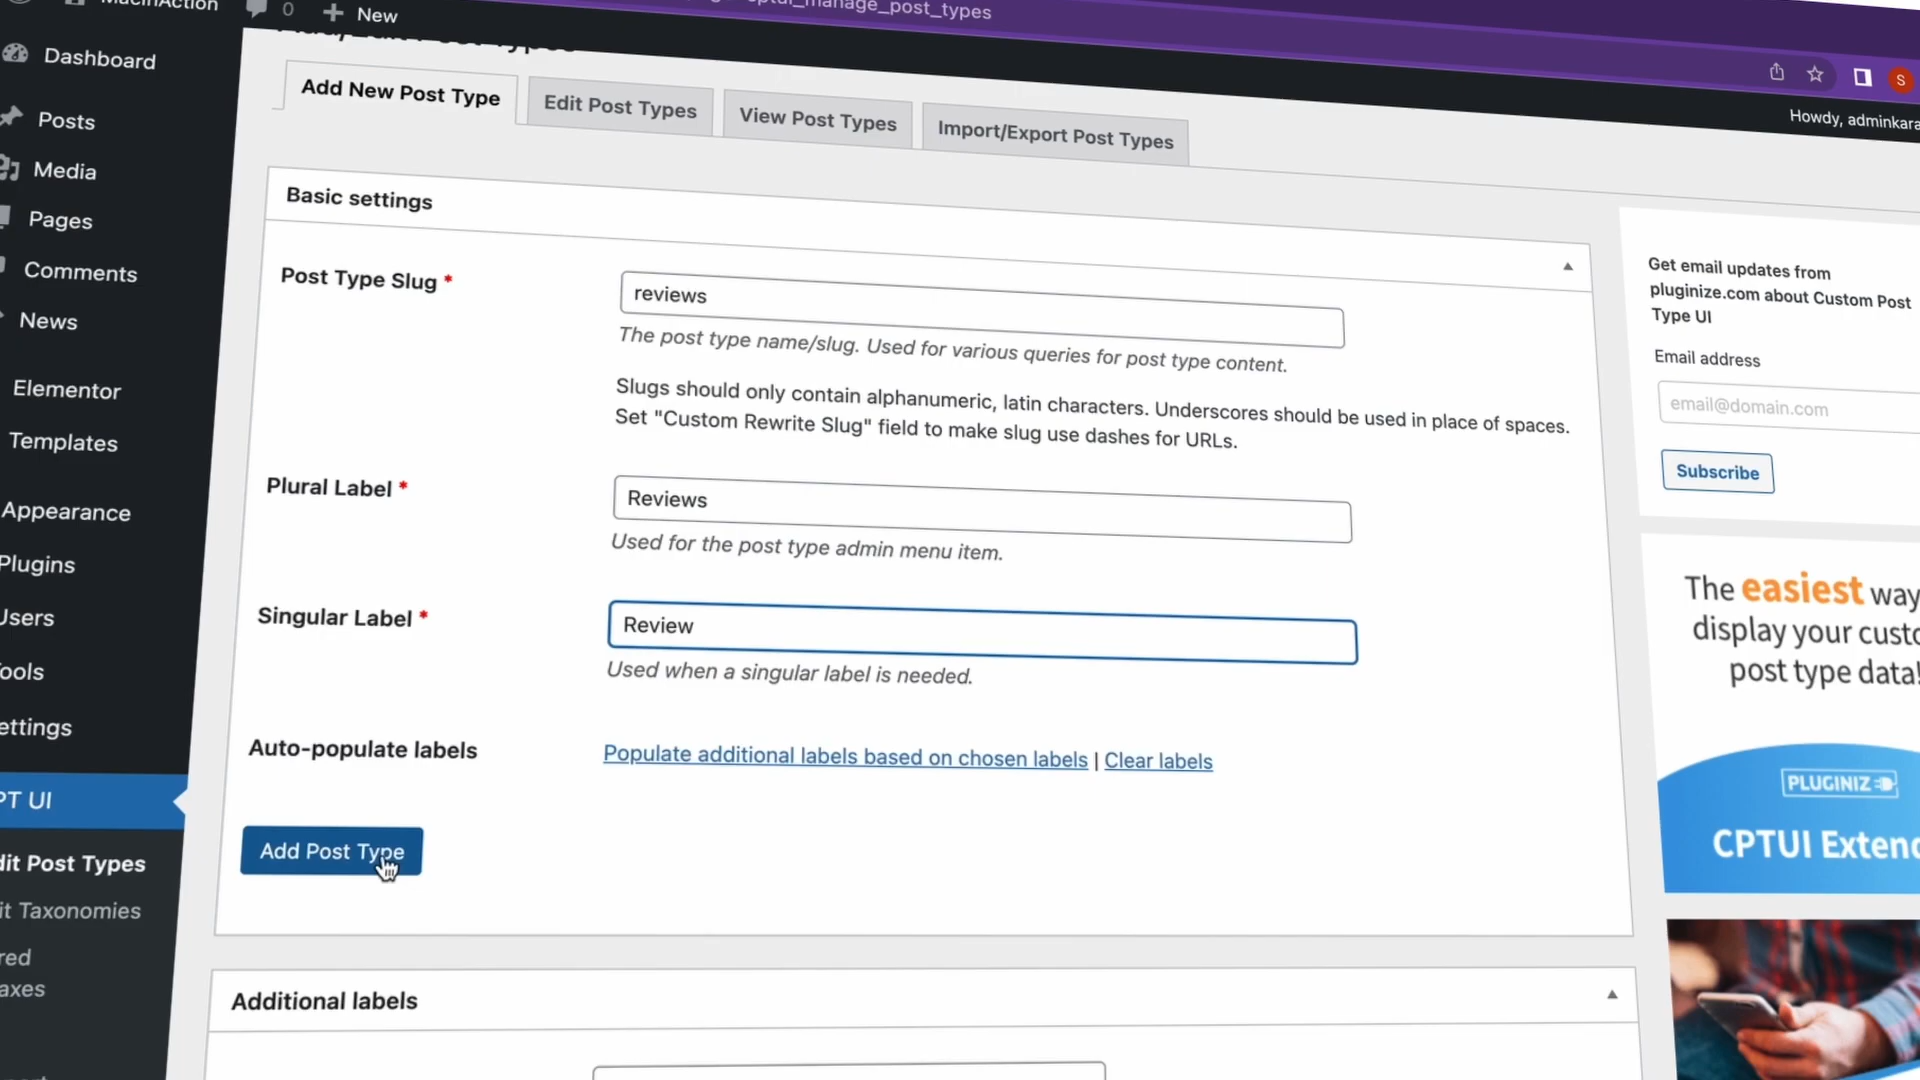 0
New
manage_post_types
Howdy, adminkara
Dashboard
Posts
Media
Pages
Comments
News
Elementor
Templates
Appearance
Plugins
Users
ools
ettings
PT UI
dit Post Types
it Taxonomies
red
axes
Add New Post Type
Edit Post Types
View Post Types
Import/Export Post Types
Basic settings
Post Type Slug *
reviews
The post type name/slug. Used for various queries for post type content.
Slugs should only contain alphanumeric, latin characters. Underscores should be used in place of spaces.
Set "Custom Rewrite Slug" field to make slug use dashes for URLs.
Plural Label *
Reviews
Used for the post type admin menu item.
Singular Label *
Review
Used when a singular label is needed.
Auto-populate labels
Populate additional labels based on chosen labels | Clear labels
Add Post Type
Additional labels
S
Get email updates from
pluginize.com about Custom Post
Type UI
Email address
email@domain.com
Subscribe
The easiest way
display your custo
post type data!
PLUGINIZ
CPTUI Extend